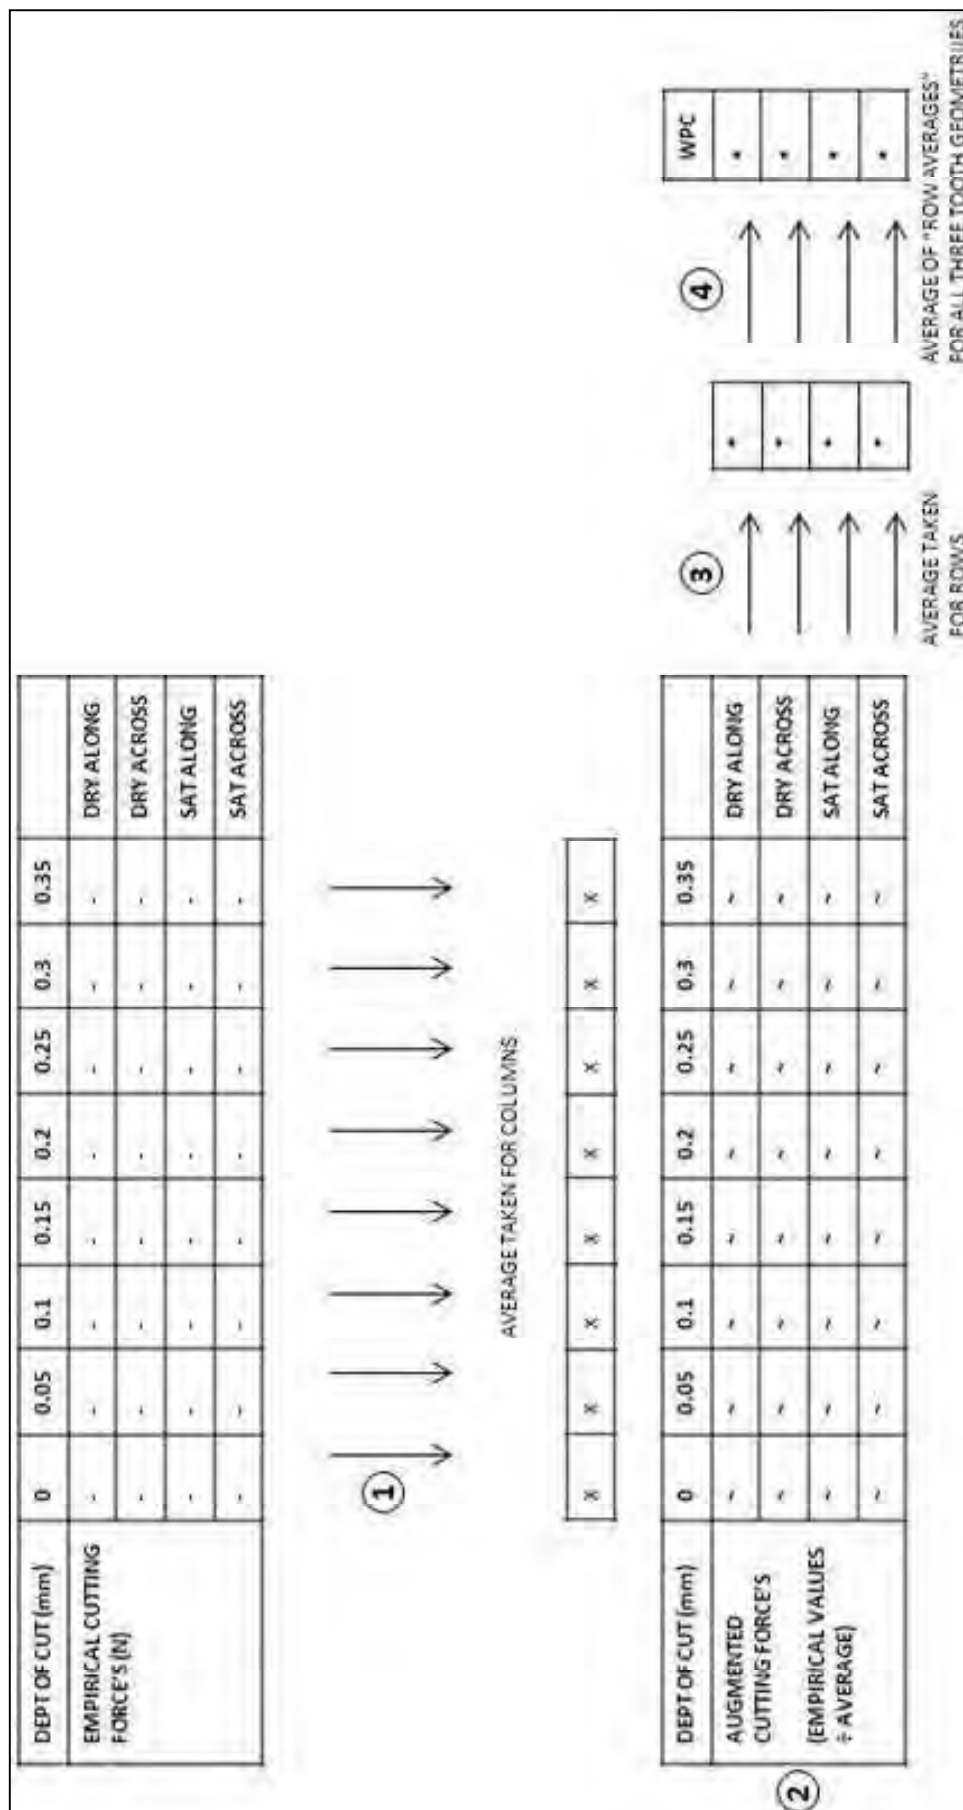 DEPT OF CUT (mm) 0 0.05 0.1 0.15 0.2 0.25 0.3 0.35
EMPIRICAL CUTTING
FORCE'S (N)
- - - - - - - - DRY ALONG
- - - - - - - - DRY ACROSS
- - - - - - - - SAT ALONG
- - - - - - - - SAT ACROSS
1
AVERAGE TAKEN FOR COLUMNS
X X X X X X X X
2
DEPT OF CUT (mm) 0 0.05 0.1 0.15 0.2 0.25 0.3 0.35
AUGMENTED
CUTTING FORCE'S
(EMPIRICAL VALUES
÷ AVERAGE)
~ ~ ~ ~ ~ ~ ~ ~ DRY ALONG
~ ~ ~ ~ ~ ~ ~ ~ DRY ACROSS
~ ~ ~ ~ ~ ~ ~ ~ SAT ALONG
~ ~ ~ ~ ~ ~ ~ ~ SAT ACROSS
3
* 
* 
* 
* 
AVERAGE TAKEN
FOR ROWS
4
WPC
* 
* 
* 
* 
AVERAGE OF "ROW AVERAGES"
FOR ALL THREE TOOTH GEOMETRIES